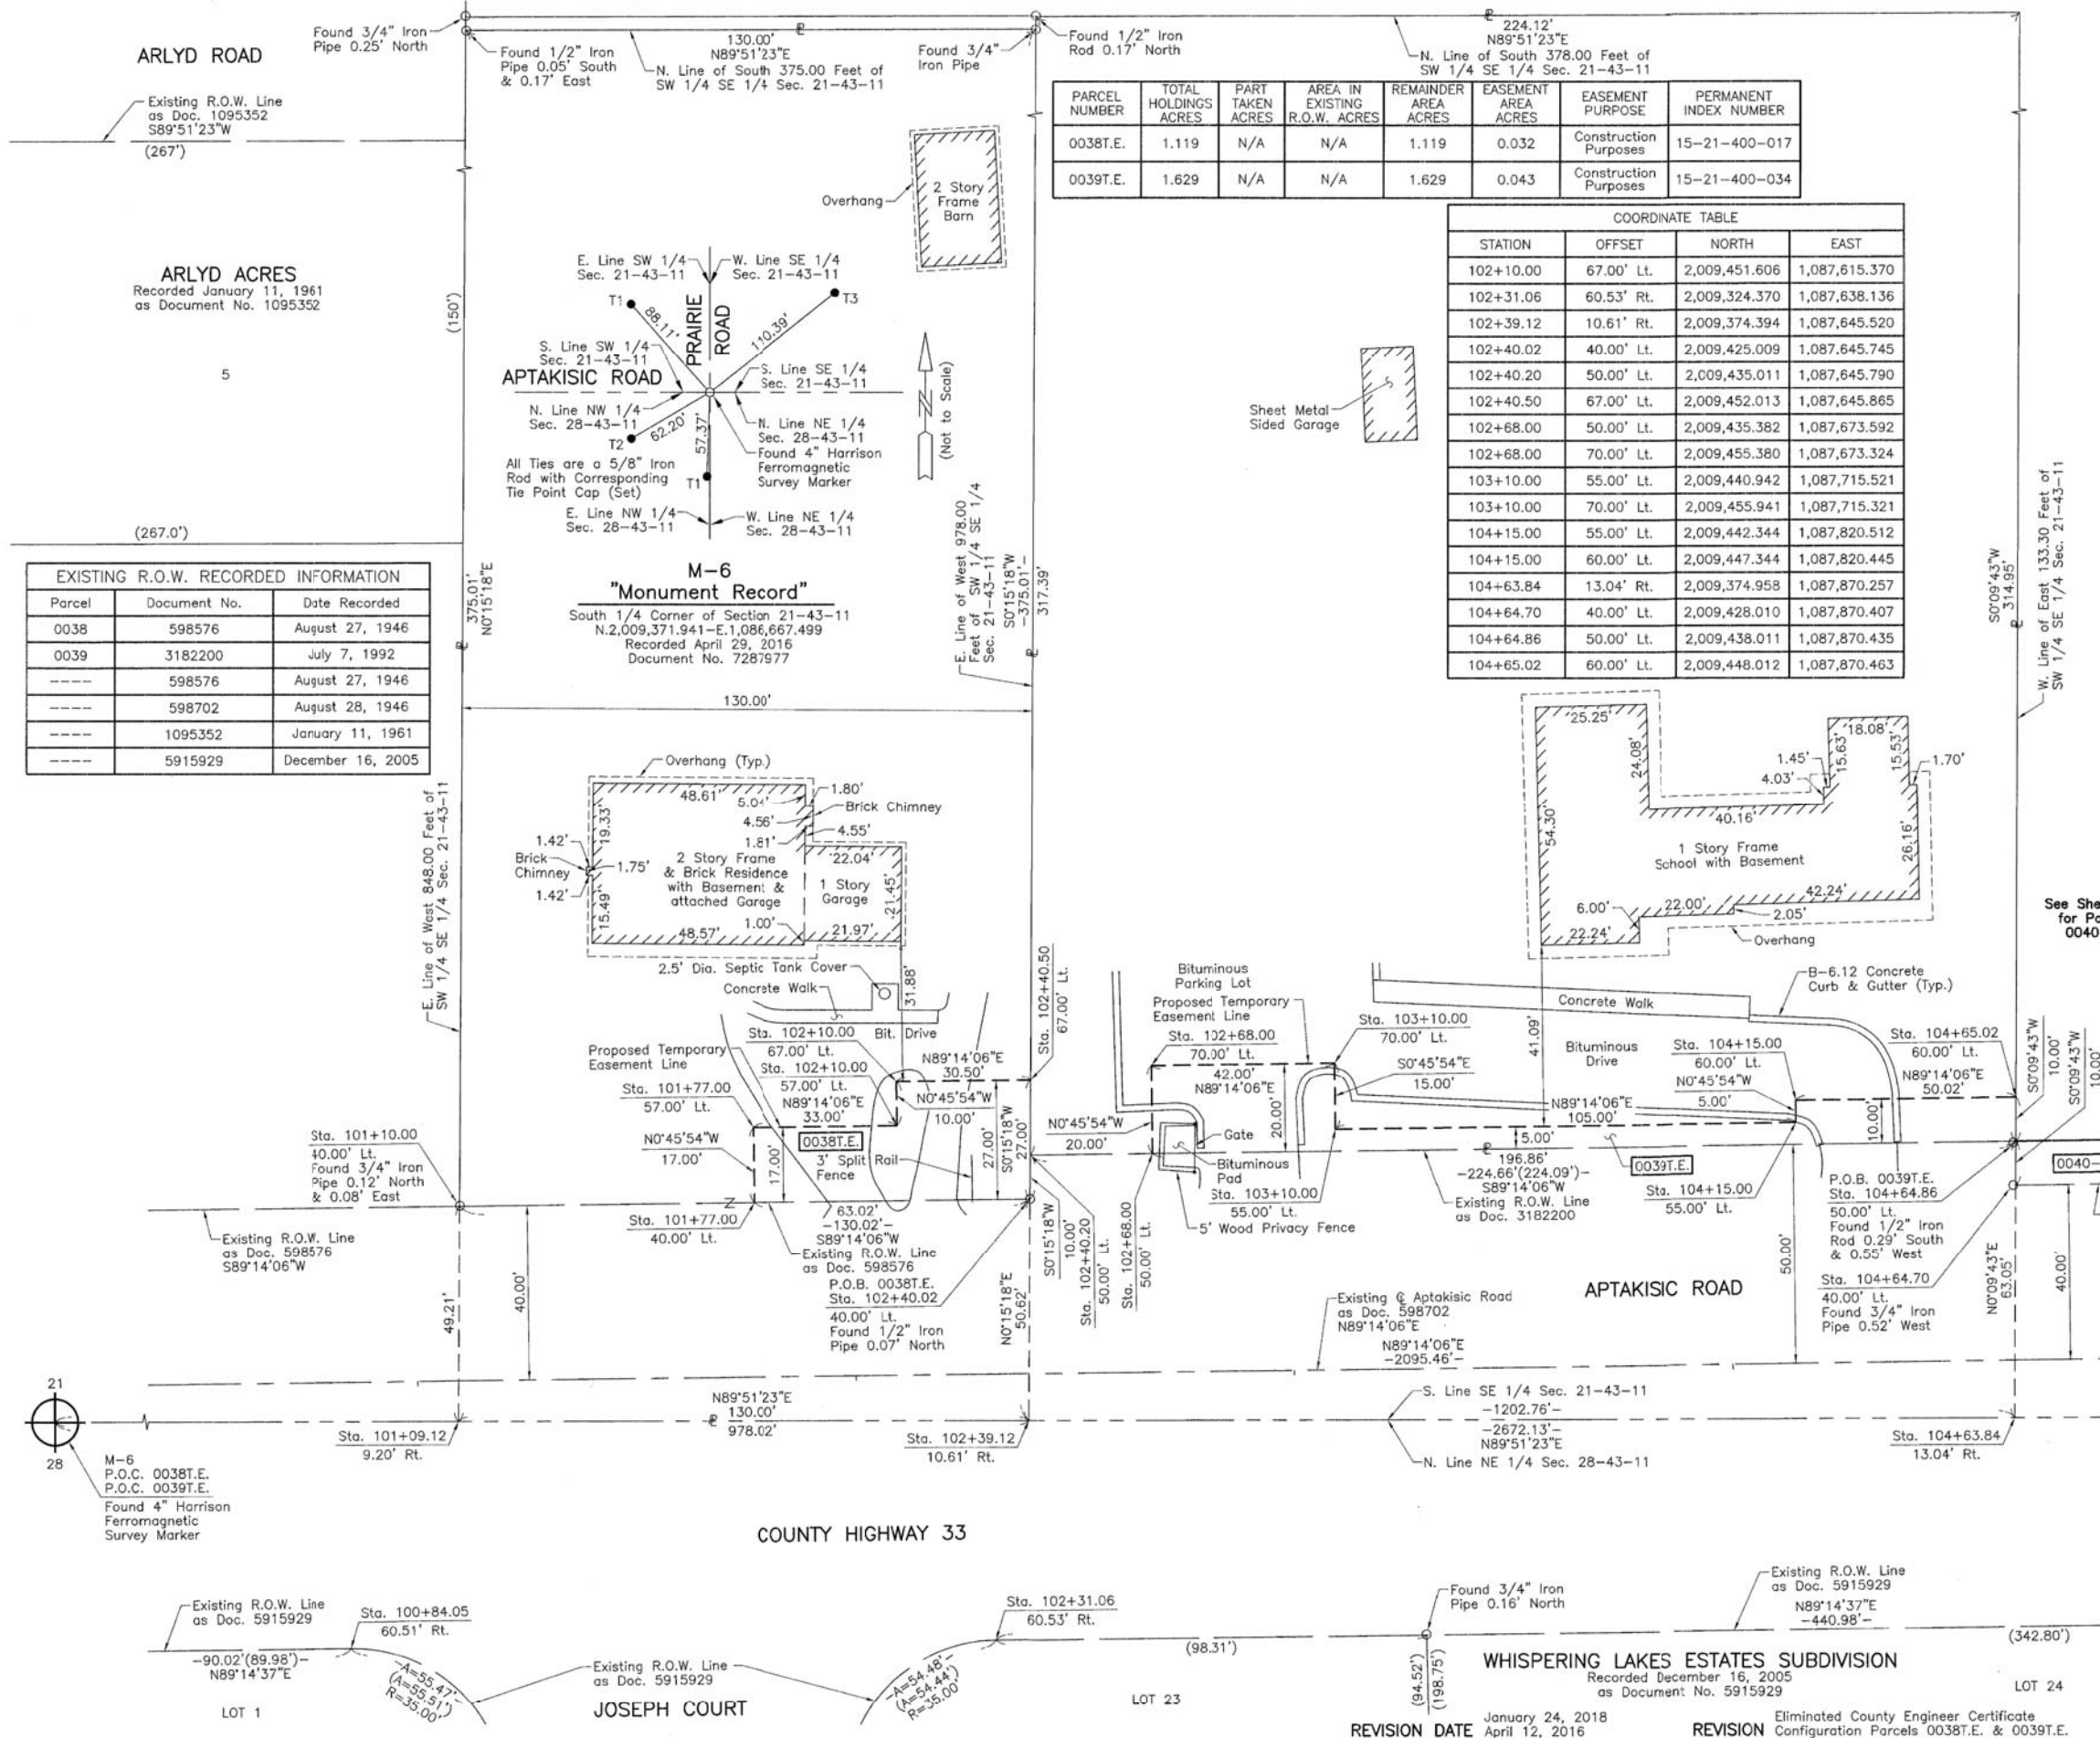 Found 3/4" Iron
Pipe 0.25' North
ARLYD ROAD
Existing R.O.W. Line
as Doc. 1095352
S89°51'23"W
(267')
Found 1/2" Iron
Pipe 0.05' South
& 0.17' East
130.00'
N89°51'23"E
N. Line of South 375.00 Feet of
SW 1/4 SE 1/4 Sec. 21-43-11
Found 3/4"
Iron Pipe
Found 1/2" Iron
Rod 0.17' North
224.12'
N89°51'23"E
N. Line of South 378.00 Feet of
SW 1/4 SE 1/4 Sec. 21-43-11
PARCEL NUMBER TOTAL HOLDINGS ACRES PART TAKEN ACRES AREA IN EXISTING R.O.W. ACRES REMAINDER AREA ACRES EASEMENT AREA ACRES EASEMENT PURPOSE PERMANENT INDEX NUMBER
0038T.E. 1.119 N/A N/A 1.119 0.032 Construction Purposes 15-21-400-017
0039T.E. 1.629 N/A N/A 1.629 0.043 Construction Purposes 15-21-400-034
COORDINATE TABLE
STATION OFFSET NORTH EAST
102+10.00 67.00' Lt. 2,009,451.606 1,087,615.370
102+31.06 60.53' Rt. 2,009,324.370 1,087,638.136
102+39.12 10.61' Rt. 2,009,374.394 1,087,645.520
102+40.02 40.00' Lt. 2,009,425.009 1,087,645.745
102+40.20 50.00' Lt. 2,009,435.011 1,087,645.790
102+40.50 67.00' Lt. 2,009,452.013 1,087,645.865
102+68.00 50.00' Lt. 2,009,435.382 1,087,673.592
102+68.00 70.00' Lt. 2,009,455.380 1,087,673.324
103+10.00 55.00' Lt. 2,009,440.942 1,087,715.521
103+10.00 70.00' Lt. 2,009,455.941 1,087,715.321
104+15.00 55.00' Lt. 2,009,442.344 1,087,820.512
104+15.00 60.00' Lt. 2,009,447.344 1,087,820.445
104+63.84 13.04' Rt. 2,009,374.958 1,087,870.257
104+64.70 40.00' Lt. 2,009,428.010 1,087,870.407
104+64.86 50.00' Lt. 2,009,438.011 1,087,870.435
104+65.02 60.00' Lt. 2,009,448.012 1,087,870.463
ARLYD ACRES
Recorded January 11, 1961
as Document No. 1095352
5
(150')
(267.0')
Overhang
2 Story
Frame
Barn
Sheet Metal
Sided Garage
E. Line SW 1/4
Sec. 21-43-11
W. Line SE 1/4
Sec. 21-43-11
T1
88.11'
PRAIRIE
ROAD
110.39'
T3
S. Line SW 1/4
Sec. 21-43-11
APTAKISIC ROAD
S. Line SE 1/4
Sec. 21-43-11
N. Line NW 1/4
Sec. 28-43-11
T2
62.20'
57.37'
N. Line NE 1/4
Sec. 28-43-11
Found 4" Harrison
Ferromagnetic
Survey Marker
All Ties are a 5/8" Iron
Rod with Corresponding
Tie Point Cap (Set)
T1
E. Line NW 1/4
Sec. 28-43-11
W. Line NE 1/4
Sec. 28-43-11
N
(Not to Scale)
M-6
"Monument Record"
South 1/4 Corner of Section 21-43-11
N.2,009,371.941-E.1,086,667.499
Recorded April 29, 2016
Document No. 7287977
EXISTING R.O.W. RECORDED INFORMATION
Parcel Document No. Date Recorded
0038 598576 August 27, 1946
0039 3182200 July 7, 1992
---- 598576 August 27, 1946
---- 598702 August 28, 1946
---- 1095352 January 11, 1961
---- 5915929 December 16, 2005
375.01'
N0°15'18"E
E. Line of West 978.00
Feet of SW 1/4 SE 1/4
Sec. 21-43-11
S0°15'18"W
-375.01'-
317.39'
S0°09'43"W
314.95'
W. Line of East 133.30 Feet of
SW 1/4 SE 1/4 Sec. 21-43-11
130.00'
E. Line of West 848.00 Feet of
SW 1/4 SE 1/4 Sec. 21-43-11
Overhang (Typ.)
48.61'
5.04'
1.80'
Brick Chimney
4.56'
4.55'
1.81'
19.33'
1.42'
Brick
Chimney
1.75'
1.42'
15.49'
2 Story Frame
& Brick Residence
with Basement &
attached Garage
22.04'
1 Story
Garage
21.45'
1.00'
48.57'
21.97'
31.88'
2.5' Dia. Septic Tank Cover
Concrete Walk
Bit. Drive
25.25'
24.08'
54.30'
40.16'
4.03'
1.45'
15.63'
18.08'
15.53'
1.70'
26.16'
1 Story Frame
School with Basement
42.24'
2.05'
22.00'
6.00'
22.24'
Overhang
See She
for Pa
0040
41.09'
Bituminous
Parking Lot
Proposed Temporary
Easement Line
Concrete Walk
B-6.12 Concrete
Curb & Gutter (Typ.)
Bituminous
Drive
Proposed Temporary
Easement Line
Sta. 101+77.00
57.00' Lt.
Sta. 102+10.00
67.00' Lt.
Sta. 102+10.00
57.00' Lt.
N89°14'06"E
33.00'
N89°14'06"E
30.50'
N0°45'54"W
10.00'
Sta. 102+40.50
67.00' Lt.
N0°45'54"W
17.00'
17.00'
0038T.E.
3' Split Rail
Fence
27.00'
S0°15'18"W
27.00'
Sta. 101+10.00
40.00' Lt.
Found 3/4" Iron
Pipe 0.12' North
& 0.08' East
Sta. 101+77.00
40.00' Lt.
63.02'
-130.02'-
S89°14'06"W
Existing R.O.W. Line
as Doc. 598576
P.O.B. 0038T.E.
Sta. 102+40.02
40.00' Lt.
Found 1/2" Iron
Pipe 0.07' North
Existing R.O.W. Line
as Doc. 598576
S89°14'06"W
49.21'
40.00'
N0°15'18"E
50.62'
S0°15'18"W
10.00'
Sta. 102+40.20
50.00' Lt.
Sta. 102+68.00
50.00' Lt.
N0°45'54"W
20.00'
Sta. 102+68.00
70.00' Lt.
42.00'
N89°14'06"E
20.00'
Sta. 103+10.00
70.00' Lt.
S0°45'54"E
15.00'
Gate
Bituminous
Pad
Sta. 103+10.00
55.00' Lt.
5' Wood Privacy Fence
N89°14'06"E
105.00'
5.00'
196.86'
-224.66'(224.09')-
S89°14'06"W
Existing R.O.W. Line
as Doc. 3182200
0039T.E.
Sta. 104+15.00
60.00' Lt.
N0°45'54"W
5.00'
Sta. 104+15.00
55.00' Lt.
Sta. 104+65.02
60.00' Lt.
N89°14'06"E
50.02'
10.00'
S0°09'43"W
10.00'
S0°09'43"W
10.00'
P.O.B. 0039T.E.
Sta. 104+64.86
50.00' Lt.
Found 1/2" Iron
Rod 0.29' South
& 0.55' West
Sta. 104+64.70
40.00' Lt.
Found 3/4" Iron
Pipe 0.52' West
0040-
50.00'
N0°09'43"E
63.05'
40.00'
APTAKISIC ROAD
Existing ℄ Aptakisic Road
as Doc. 598702
N89°14'06"E
N89°14'06"E
-2095.46'-
21
28
M-6
P.O.C. 0038T.E.
P.O.C. 0039T.E.
Found 4" Harrison
Ferromagnetic
Survey Marker
Sta. 101+09.12
9.20' Rt.
N89°51'23"E
130.00'
978.02'
Sta. 102+39.12
10.61' Rt.
S. Line SE 1/4 Sec. 21-43-11
-1202.76'-
-2672.13'-
N89°51'23"E
N. Line NE 1/4 Sec. 28-43-11
Sta. 104+63.84
13.04' Rt.
COUNTY HIGHWAY 33
Existing R.O.W. Line
as Doc. 5915929
-90.02'(89.98')-
N89°14'37"E
LOT 1
Sta. 100+84.05
60.51' Rt.
-A=55.47'-
(A=55.51')
R=35.00'
Existing R.O.W. Line
as Doc. 5915929
JOSEPH COURT
-A=54.48'-
(A=54.44')
R=35.00'
Sta. 102+31.06
60.53' Rt.
(98.31')
LOT 23
Found 3/4" Iron
Pipe 0.16' North
(94.52')
(198.75')
Existing R.O.W. Line
as Doc. 5915929
N89°14'37"E
-440.98'-
(342.80')
WHISPERING LAKES ESTATES SUBDIVISION
Recorded December 16, 2005
as Document No. 5915929
LOT 24
REVISION DATE January 24, 2018
April 12, 2016
REVISION Eliminated County Engineer Certificate
Configuration Parcels 0038T.E. & 0039T.E.